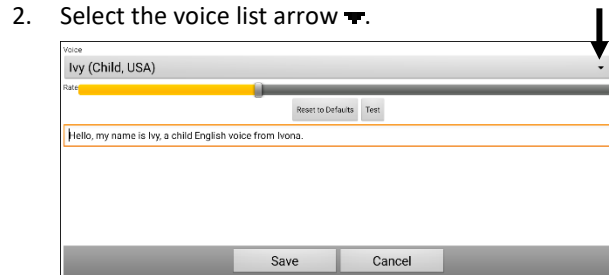 2. Select the voice list arrow .
Voice
Ivy (Child, USA)
Rate
Reset to Defaults Test
Hello, my name is Ivy, a child English voice from Ivona.
Save Cancel